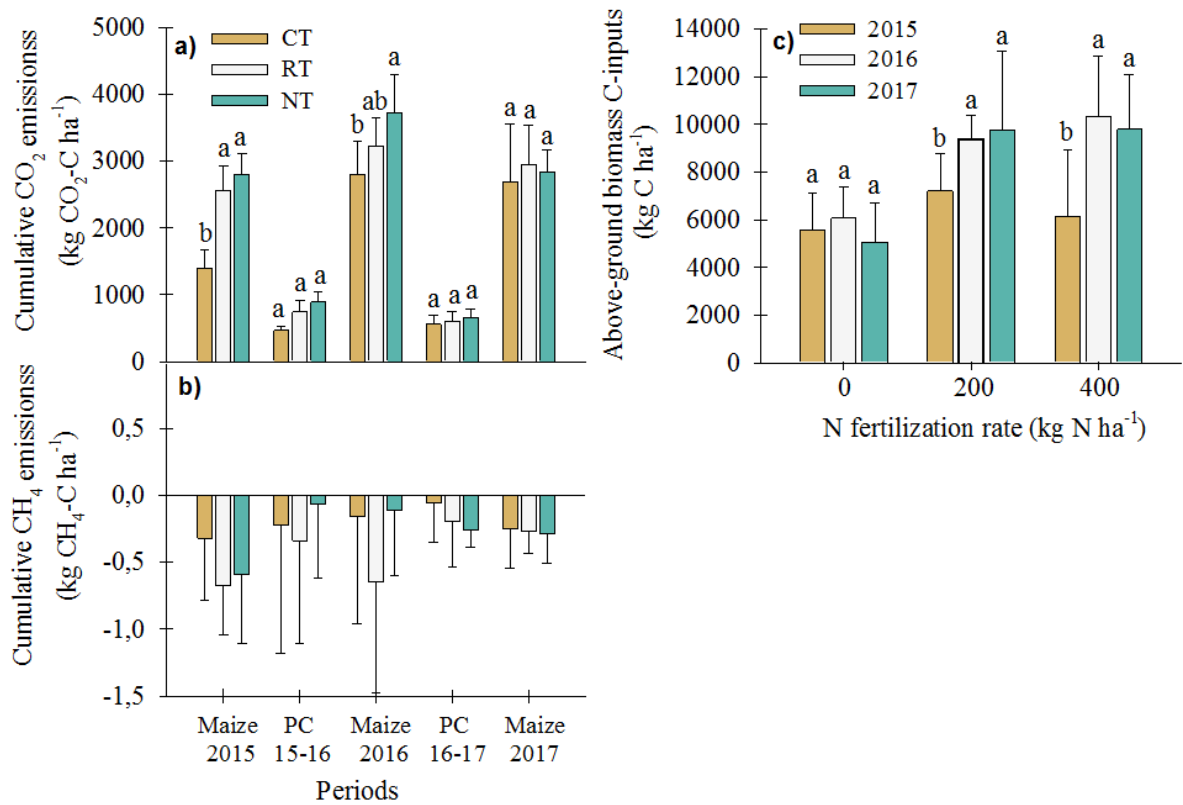 a)
CT
RT
NT
Cumulative CO2 emissionss
(kg CO2-C ha-1)
5000
4000
3000
2000
1000
0
b a a
a a a
b ab a
a a a
a a a
b)
Cumulative CH4 emissionss
(kg CH4-C ha-1)
0,5
0,0
-0,5
-1,0
-1,5
Maize
2015
PC
15-16
Maize
2016
PC
16-17
Maize
2017
Periods
c)
2015
2016
2017
Above-ground biomass C-inputs
(kg C ha-1)
14000
12000
10000
8000
6000
4000
2000
0
a a a
b a a
b a a
0 200 400
N fertilization rate (kg N ha-1)